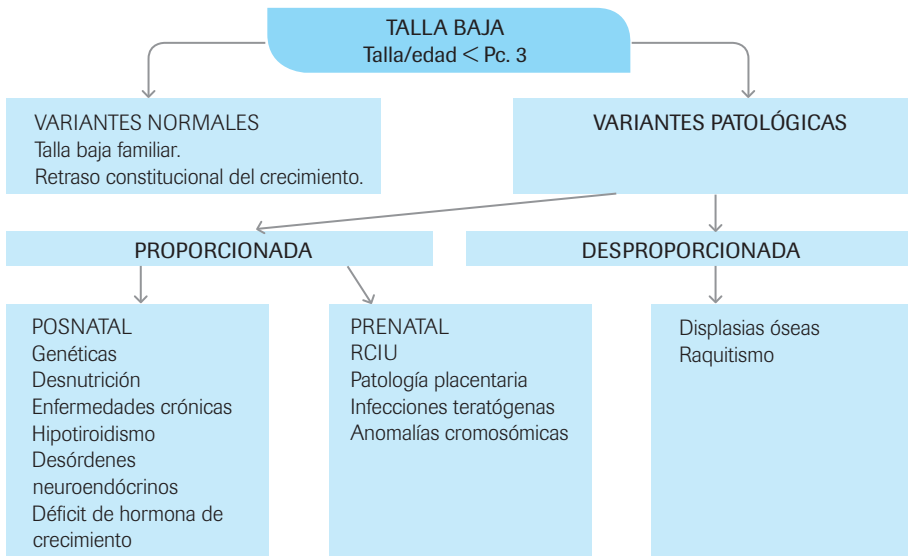 TALLA BAJA
Talla/edad < Pc. 3
VARIANTES NORMALES
Talla baja familiar.
Retraso constitucional del crecimiento.
VARIANTES PATOLÓGICAS
PROPORCIONADA
DESPROPORCIONADA
POSNATAL
Genéticas
Desnutrición
Enfermedades crónicas
Hipotiroidismo
Desórdenes
neuroendócrinos
Déficit de hormona de
crecimiento
PRENATAL
RCIU
Patología placentaria
Infecciones teratógenas
Anomalías cromosómicas
Displasias óseas
Raquitismo